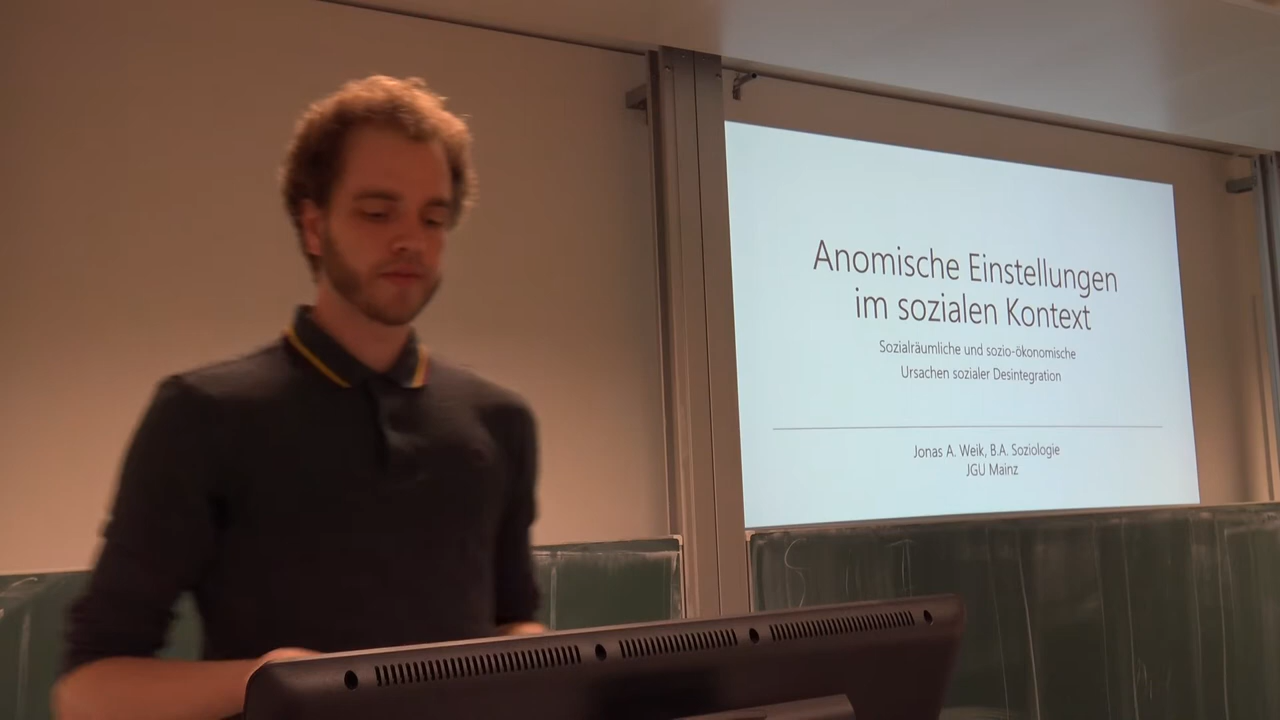 Anomische Einstellungen
im sozialen Kontext
Sozialräumliche und sozio-ökonomische
Ursachen sozialer Desintegration
Jonas A. Weik, B.A. Soziologie
JGU Mainz